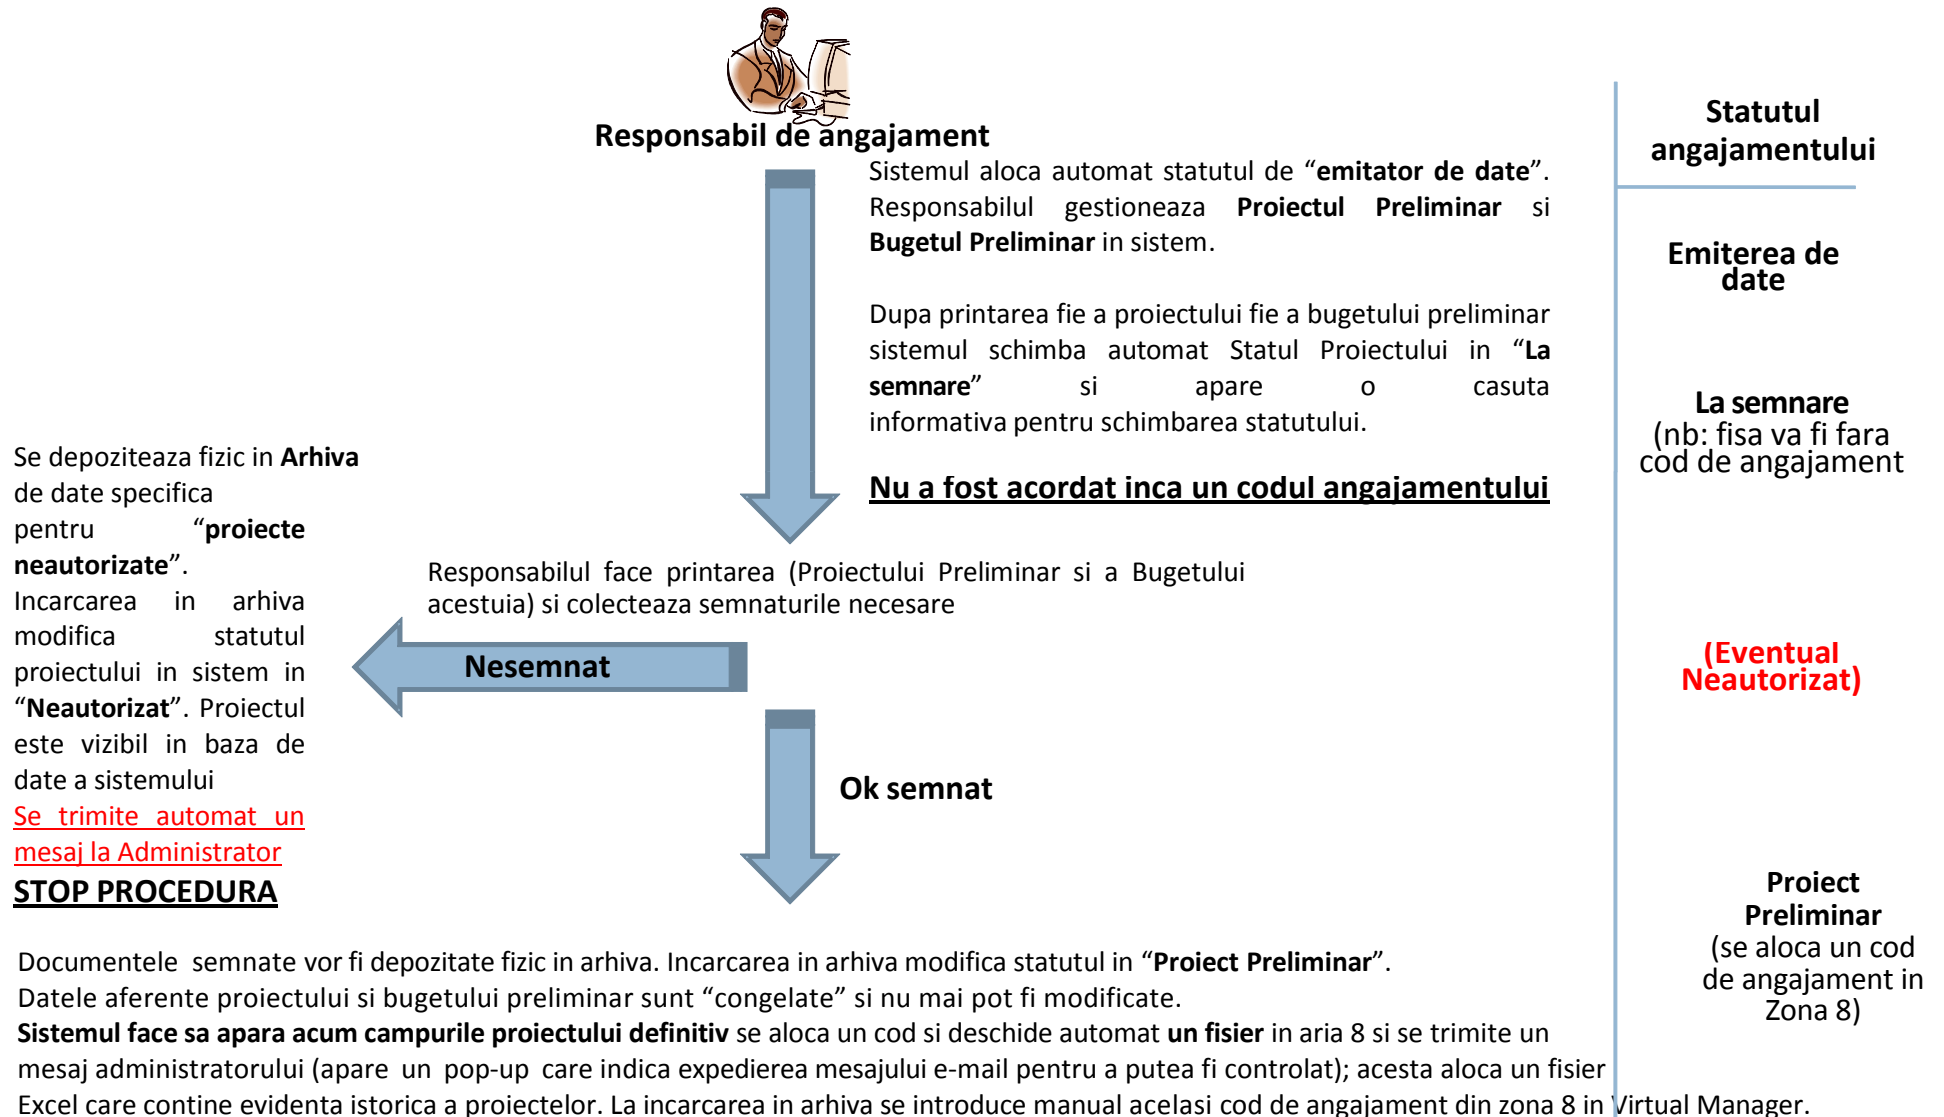 Responsabil de angajament
Sistemul aloca automat statutul de “emitator de date”.
Responsabilul gestioneaza Proiectul Preliminar si
Bugetul Preliminar in sistem.
Dupa printarea fie a proiectului fie a bugetului preliminar
sistemul schimba automat Statul Proiectului in “La
semnare” si apare o casuta
informativa pentru schimbarea statutului.
Nu a fost acordat inca un codul angajamentului
Responsabilul face printarea (Proiectului Preliminar si a Bugetului
acestuia) si colecteaza semnaturile necesare
Nesemnat
Se depoziteaza fizic in Arhiva
de date specifica
pentru “proiecte
neautorizate”.
Incarcarea in arhiva
modifica statutul
proiectului in sistem in
“Neautorizat”. Proiectul
este vizibil in baza de
date a sistemului
Se trimite automat un
mesaj la Administrator
STOP PROCEDURA
Ok semnat
Documentele semnate vor fi depozitate fizic in arhiva. Incarcarea in arhiva modifica statutul in “Proiect Preliminar”.
Datele aferente proiectului si bugetului preliminar sunt “congelate” si nu mai pot fi modificate.
Sistemul face sa apara acum campurile proiectului definitiv se aloca un cod si deschide automat un fisier in aria 8 si se trimite un
mesaj administratorului (apare un pop-up care indica expedierea mesajului e-mail pentru a putea fi controlat); acesta aloca un fisier
Excel care contine evidenta istorica a proiectelor. La incarcarea in arhiva se introduce manual acelasi cod de angajament din zona 8 in Virtual Manager.
Statutul
angajamentului
Emiterea de
date
La semnare
(nb: fisa va fi fara
cod de angajament
(Eventual
Neautorizat)
Proiect
Preliminar
(se aloca un cod
de angajament in
Zona 8)